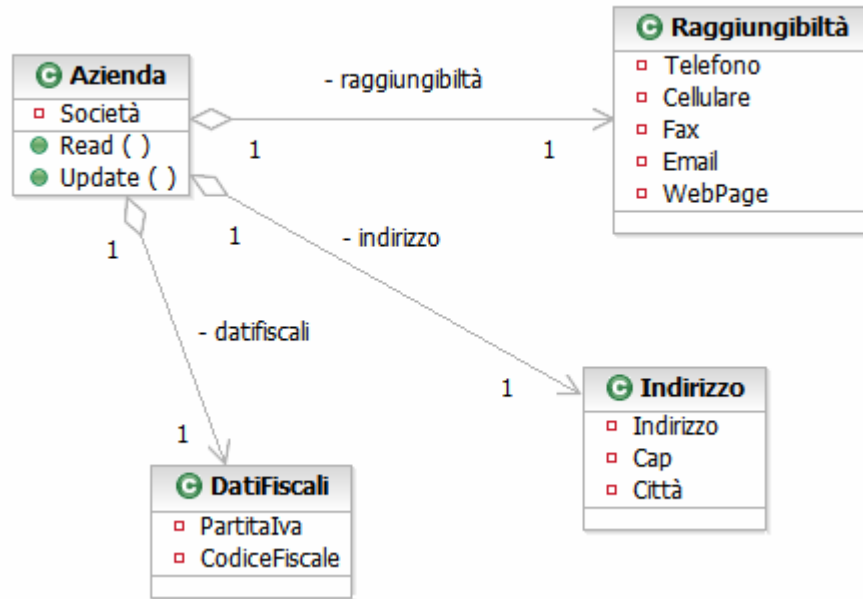 Azienda
Società
Read ( )
Update ( )
- raggiungibiltà
1
1
Raggiungibiltà
Telefono
Cellulare
Fax
Email
WebPage
1
- indirizzo
1
1
- datifiscali
1
Indirizzo
Indirizzo
Cap
Città
DatiFiscali
PartitaIva
CodiceFiscale